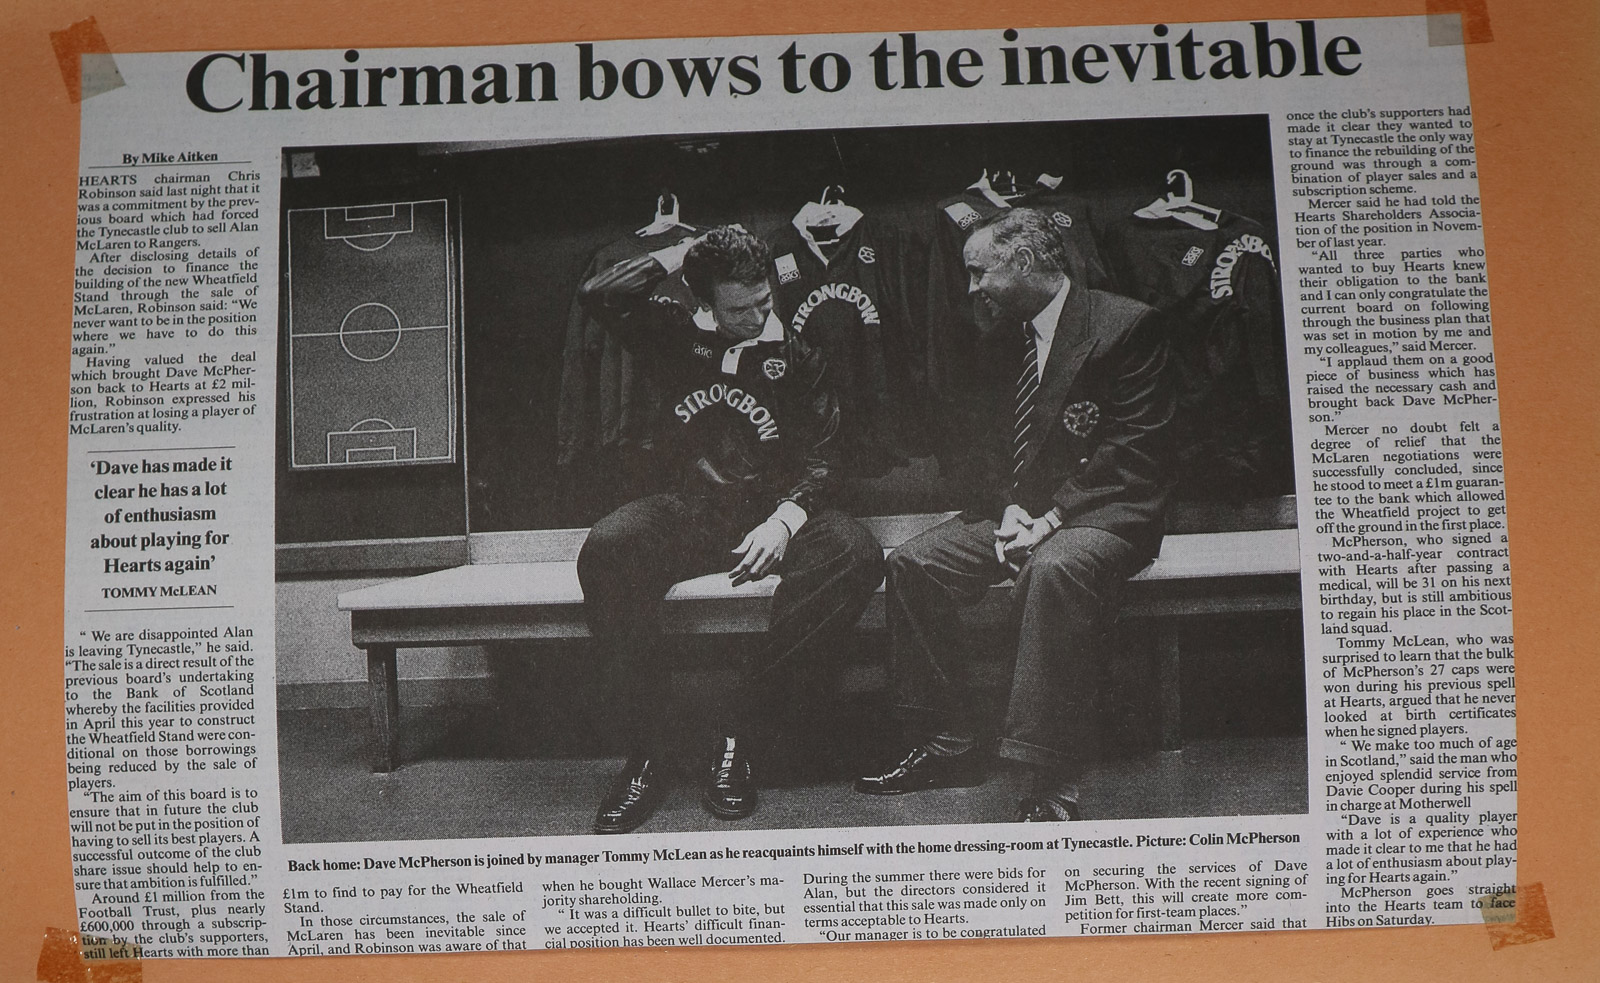 Chairman bows to the inevitable
By Mike Aitken
HEARTS chairman Chris
Robinson said last night that it
was a commitment by the prev-
ious board which had forced
the Tynecastle club to sell Alan
McLaren to Rangers.
After disclosing details of
the decision to finance the
building of the new Wheatfield
Stand through the sale of
McLaren, Robinson said: “We
never want to be in the position
where we have to do this
again.”
Having valued the deal
which brought Dave McPher-
son back to Hearts at £2 mil-
lion, Robinson expressed his
frustration at losing a player of
McLaren's quality.
‘Dave has made it
clear he has a lot
of enthusiasm
about playing for
Hearts again’
TOMMY McLEAN
“ We are disappointed Alan
is leaving Tynecastle,” he said.
“The sale is a direct result of the
previous board's undertaking
to the Bank of Scotland
whereby the facilities provided
in April this year to construct
the Wheatfield Stand were con-
ditional on those borrowings
being reduced by the sale of
players.
“The aim of this board is to
ensure that in future the club
will not be put in the position of
having to sell its best players. A
successful outcome of the club
share issue should help to en-
sure that ambition is fulfilled.”
Around £1 million from the
Football Trust, plus nearly
£600,000 through a subscrip-
tion by the club's supporters,
still left Hearts with more than
asics
STRONGBOW
asics
STRONGBOW
STRONGBOW
Back home: Dave McPherson is joined by manager Tommy McLean as he reacquaints himself with the home dressing-room at Tynecastle. Picture: Colin McPherson
£1m to find to pay for the Wheatfield
Stand.
In those circumstances, the sale of
McLaren has been inevitable since
April, and Robinson was aware of that
when he bought Wallace Mercer's ma-
jority shareholding.
“ It was a difficult bullet to bite, but
we accepted it. Hearts' difficult finan-
cial position has been well documented.
During the summer there were bids for
Alan, but the directors considered it
essential that this sale was made only on
terms acceptable to Hearts.
“Our manager is to be congratulated
on securing the services of Dave
McPherson. With the recent signing of
Jim Bett, this will create more com-
petition for first-team places.”
Former chairman Mercer said that
once the club's supporters had
made it clear they wanted to
stay at Tynecastle the only way
to finance the rebuilding of the
ground was through a com-
bination of player sales and a
subscription scheme.
Mercer said he had told the
Hearts Shareholders Associa-
tion of the position in Novem-
ber of last year.
“All three parties who
wanted to buy Hearts knew
their obligation to the bank
and I can only congratulate the
current board on following
through the business plan that
was set in motion by me and
my colleagues,” said Mercer.
“I applaud them on a good
piece of business which has
raised the necessary cash and
brought back Dave McPher-
son.”
Mercer no doubt felt a
degree of relief that the
McLaren negotiations were
successfully concluded, since
he stood to meet a £1m guaran-
tee to the bank which allowed
the Wheatfield project to get
off the ground in the first place.
McPherson, who signed a
two-and-a-half-year contract
with Hearts after passing a
medical, will be 31 on his next
birthday, but is still ambitious
to regain his place in the Scot-
land squad.
Tommy McLean, who was
surprised to learn that the bulk
of McPherson's 27 caps were
won during his previous spell
at Hearts, argued that he never
looked at birth certificates
when he signed players.
“ We make too much of age
in Scotland,” said the man who
enjoyed splendid service from
Davie Cooper during his spell
in charge at Motherwell
“Dave is a quality player
with a lot of experience who
made it clear to me that he had
a lot of enthusiasm about play-
ing for Hearts again.”
McPherson goes straight
into the Hearts team to face
Hibs on Saturday.